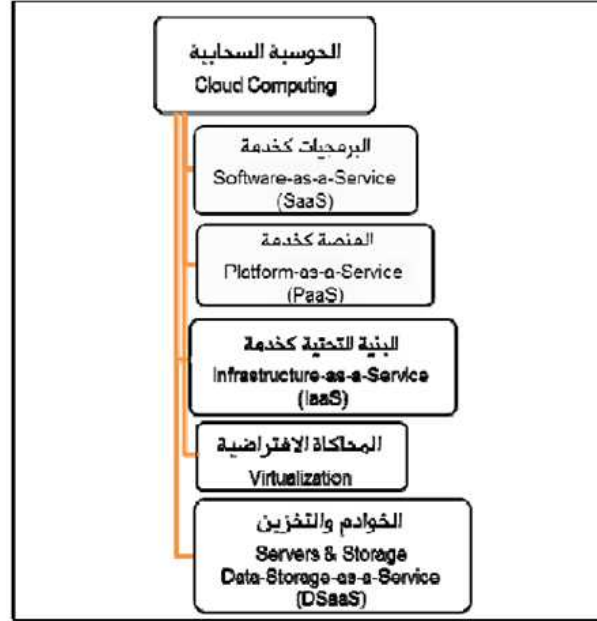 الحوسبة السحابية
Cloud Computing
البرمجيات كخدمة
Software-as-a-Service
(SaaS)
المنصة كخدمة
Platform-as-a-Service
(PaaS)
البنية التحتية كخدمة
Infrastructure-as-a-Service
(IaaS)
المحاكاة الافتراضية
Virtualization
الخوادم والتخزين
Servers & Storage
Data-Storage-as-a-Service
(DSaaS)